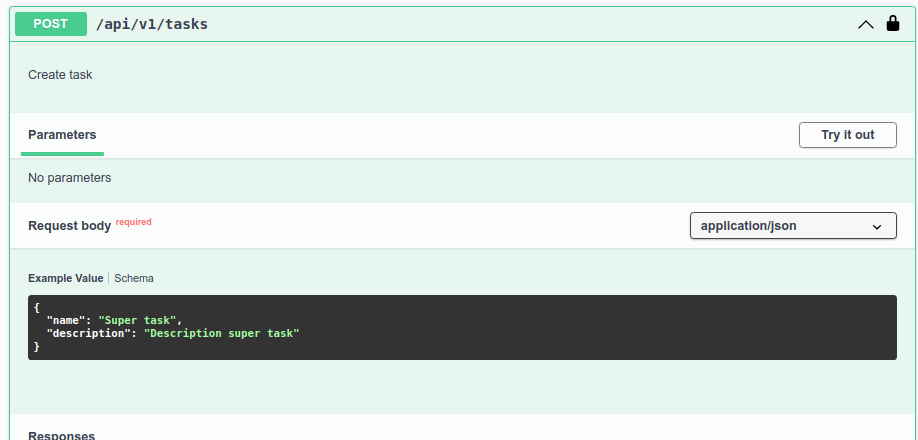 POST /api/v1/tasks
Create task
Parameters
Try it out
No parameters
Request body required
application/json
Example Value | Schema
{
  "name": "Super task",
  "description": "Description super task"
}
Responses